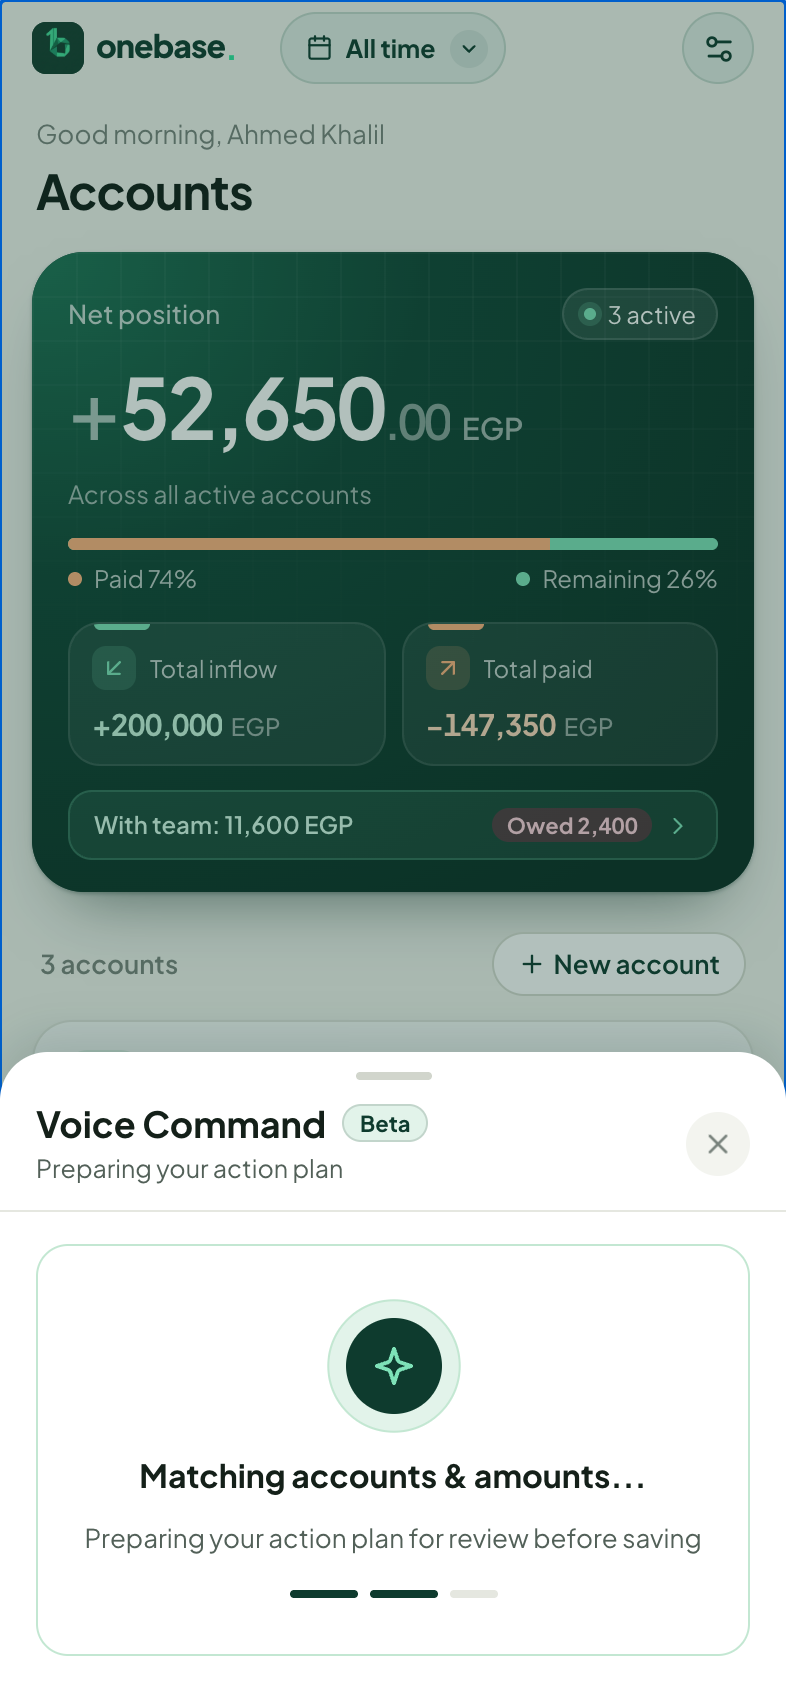 onebase.
All time
Good morning, Ahmed Khalil
Accounts
Net position
3 active
+52,650.00 EGP
Across all active accounts
Paid 74%
Remaining 26%
Total inflow
+200,000 EGP
Total paid
−147,350 EGP
With team: 11,600 EGP
Owed 2,400
3 accounts
+ New account
Voice Command
Beta
Preparing your action plan
Matching accounts & amounts...
Preparing your action plan for review before saving